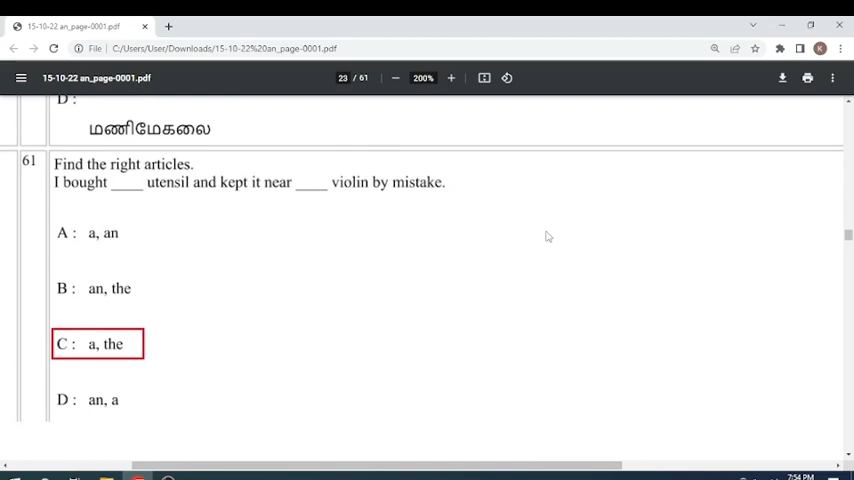 15-10-22 an_page-0001.pdf
File C:/Users/User/Downloads/15-10-22%20an_page-0001.pdf
K
15-10-22 an_page-0001.pdf 23 / 61 200%
D :
மணிமேகலை
61 Find the right articles.
I bought ____ utensil and kept it near ____ violin by mistake.
A : a, an
B : an, the
C : a, the
D : an, a
7:54 PM